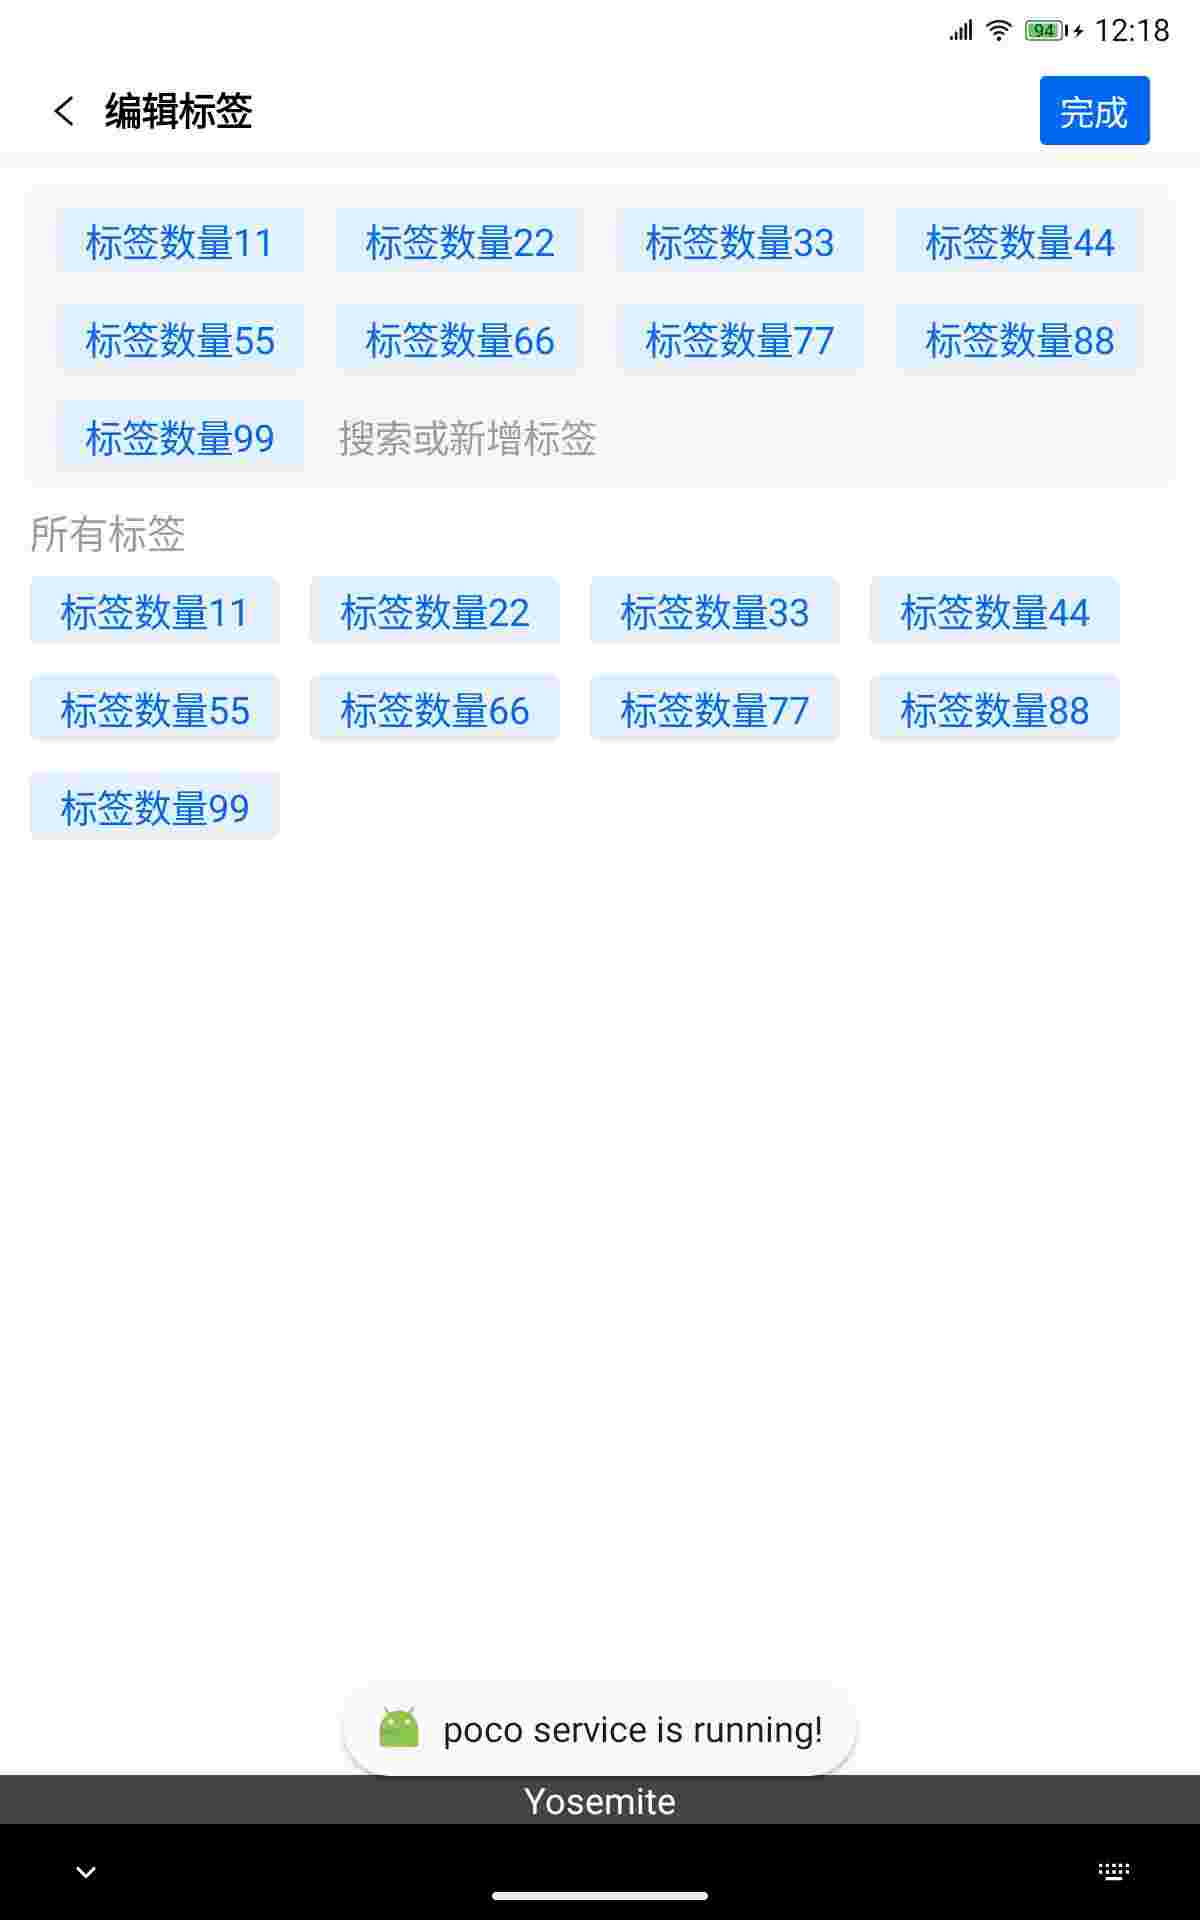 94 12:18
编辑标签 完成
标签数量11 标签数量22 标签数量33 标签数量44
标签数量55 标签数量66 标签数量77 标签数量88
标签数量99 搜索或新增标签
所有标签
标签数量11 标签数量22 标签数量33 标签数量44
标签数量55 标签数量66 标签数量77 标签数量88
标签数量99
poco service is running!
Yosemite